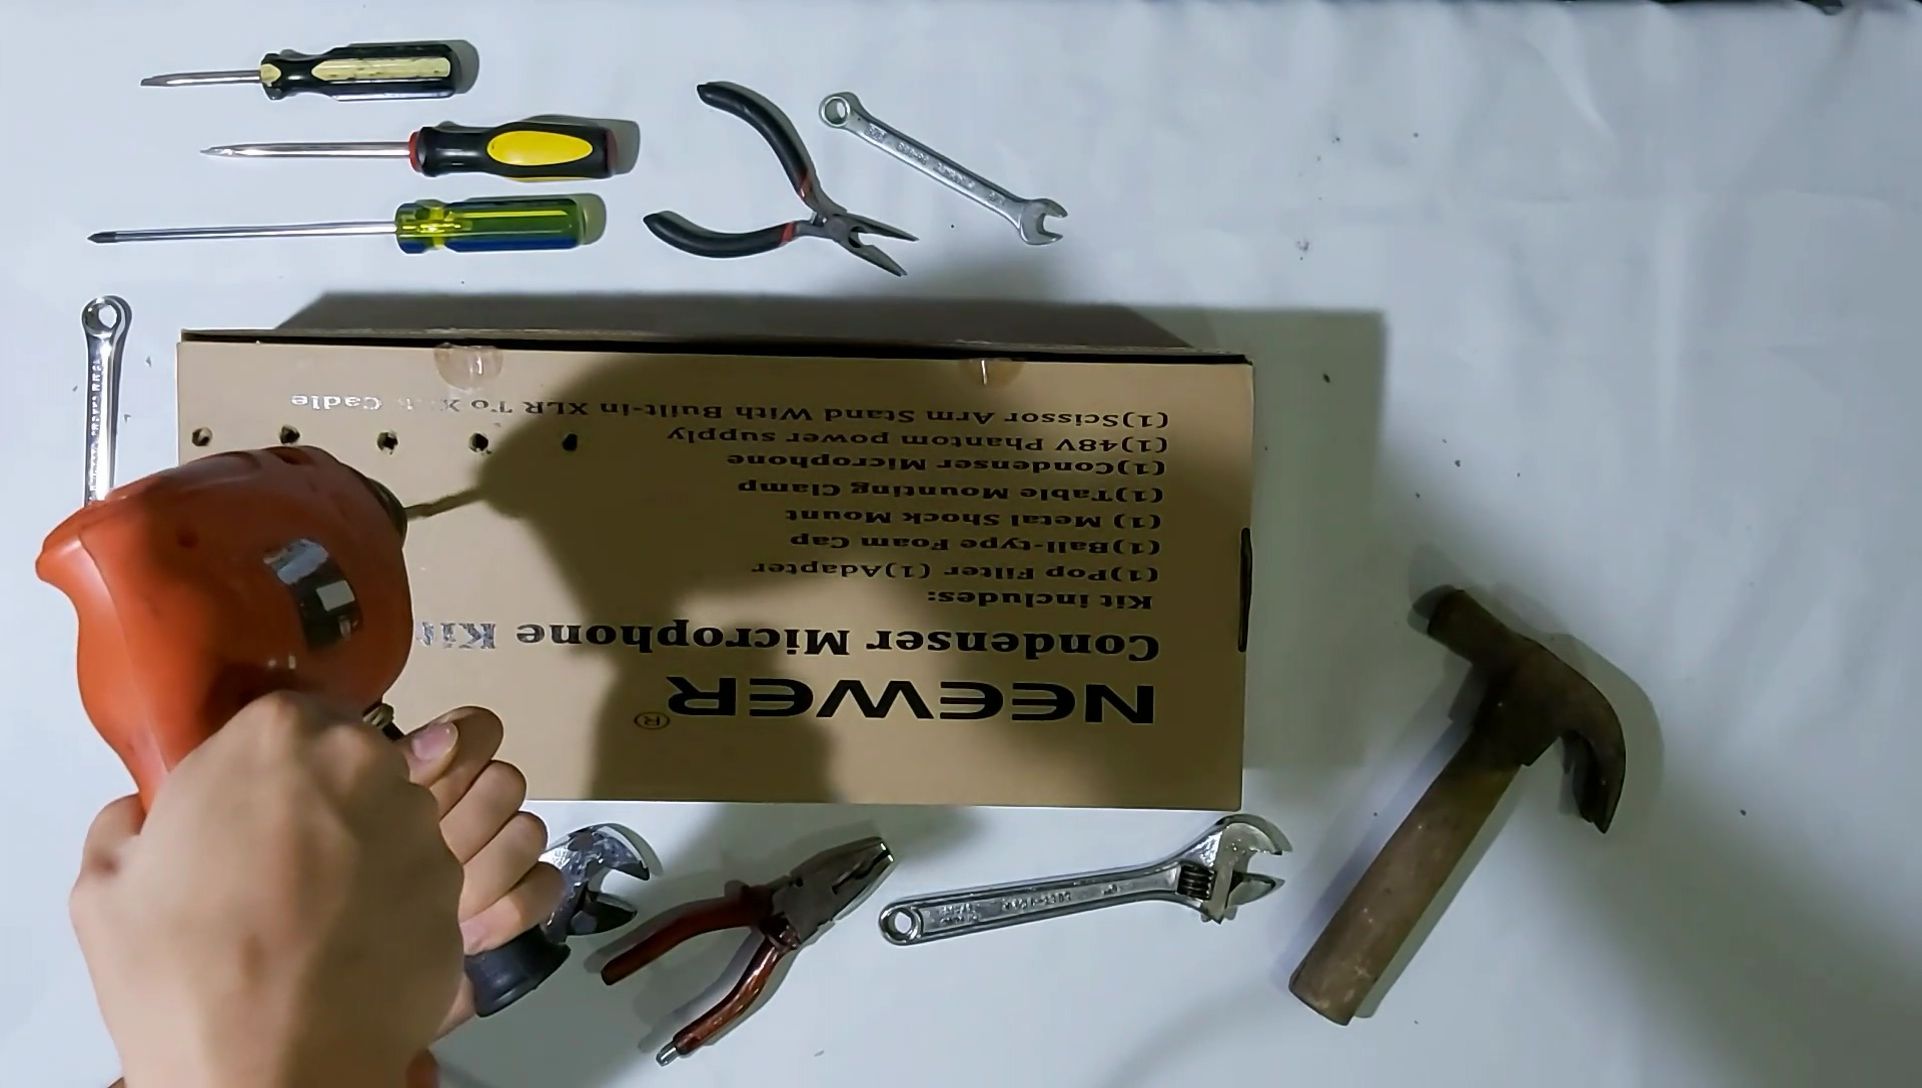 NEEWER®
Condenser Microphone Kit
Kit includes:
(1)Pop Filter (1)Adapter
(1)Ball-type Foam Cap
(1) Metal Shock Mount
(1)Table Mounting Clamp
(1)Condenser Microphone
(1)48V Phantom power supply
(1)Scissor Arm Stand With Built-in XLR To